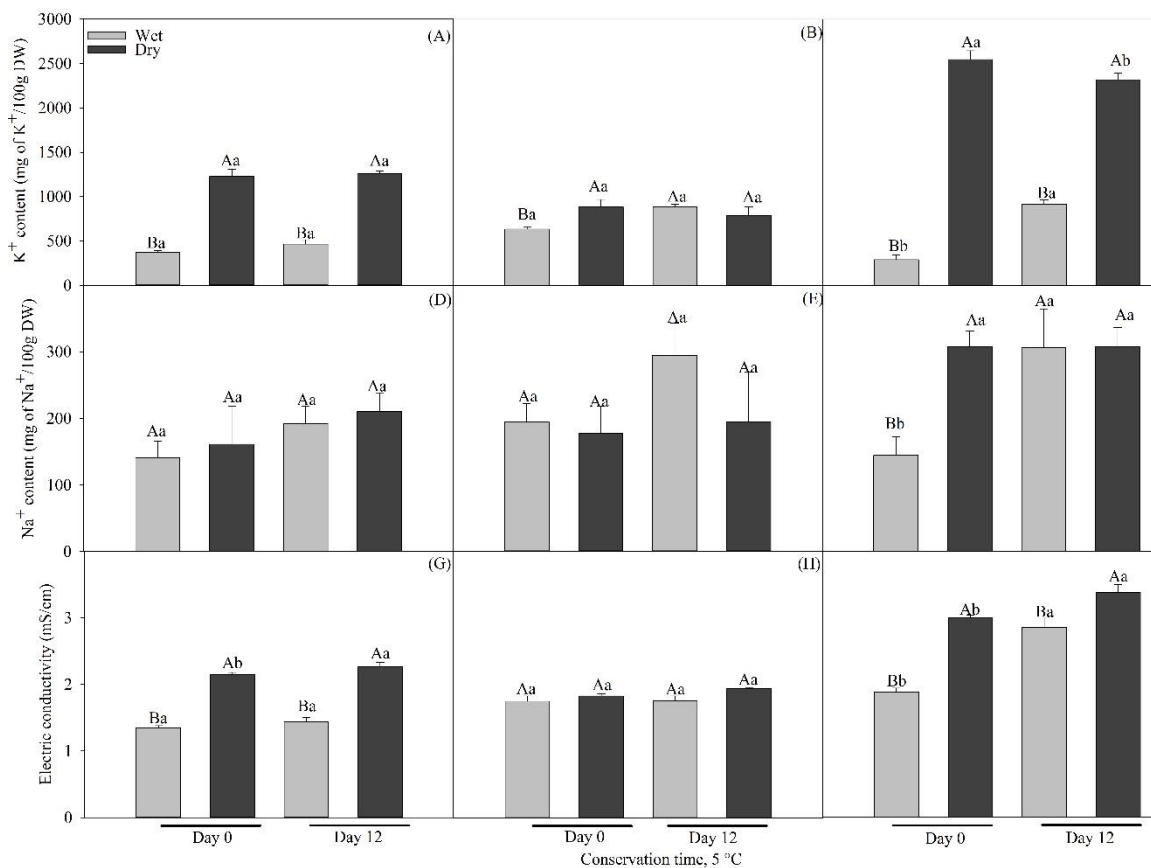 3000
2500
2000
1500
1000
500
0
K⁺ content (mg of K⁺/100g DW)
Wet
Dry
(A)
Ba
Aa
Ba
Aa
(B)
Ba
Aa
Aa
Aa
Bb
Aa
Ba
Ab
300
200
100
0
Na⁺ content (mg of Na⁺/100g DW)
(D)
Aa
Aa
Aa
Aa
(E)
Aa
Aa
Aa
Aa
Bb
Aa
Aa
Aa
3
2
1
0
Electric conductivity (mS/cm)
(G)
Ba
Ab
Ba
Aa
(H)
Aa
Aa
Aa
Aa
Bb
Ab
Ba
Aa
Day 0
Day 12
Day 0
Day 12
Day 0
Day 12
Conservation time, 5 °C